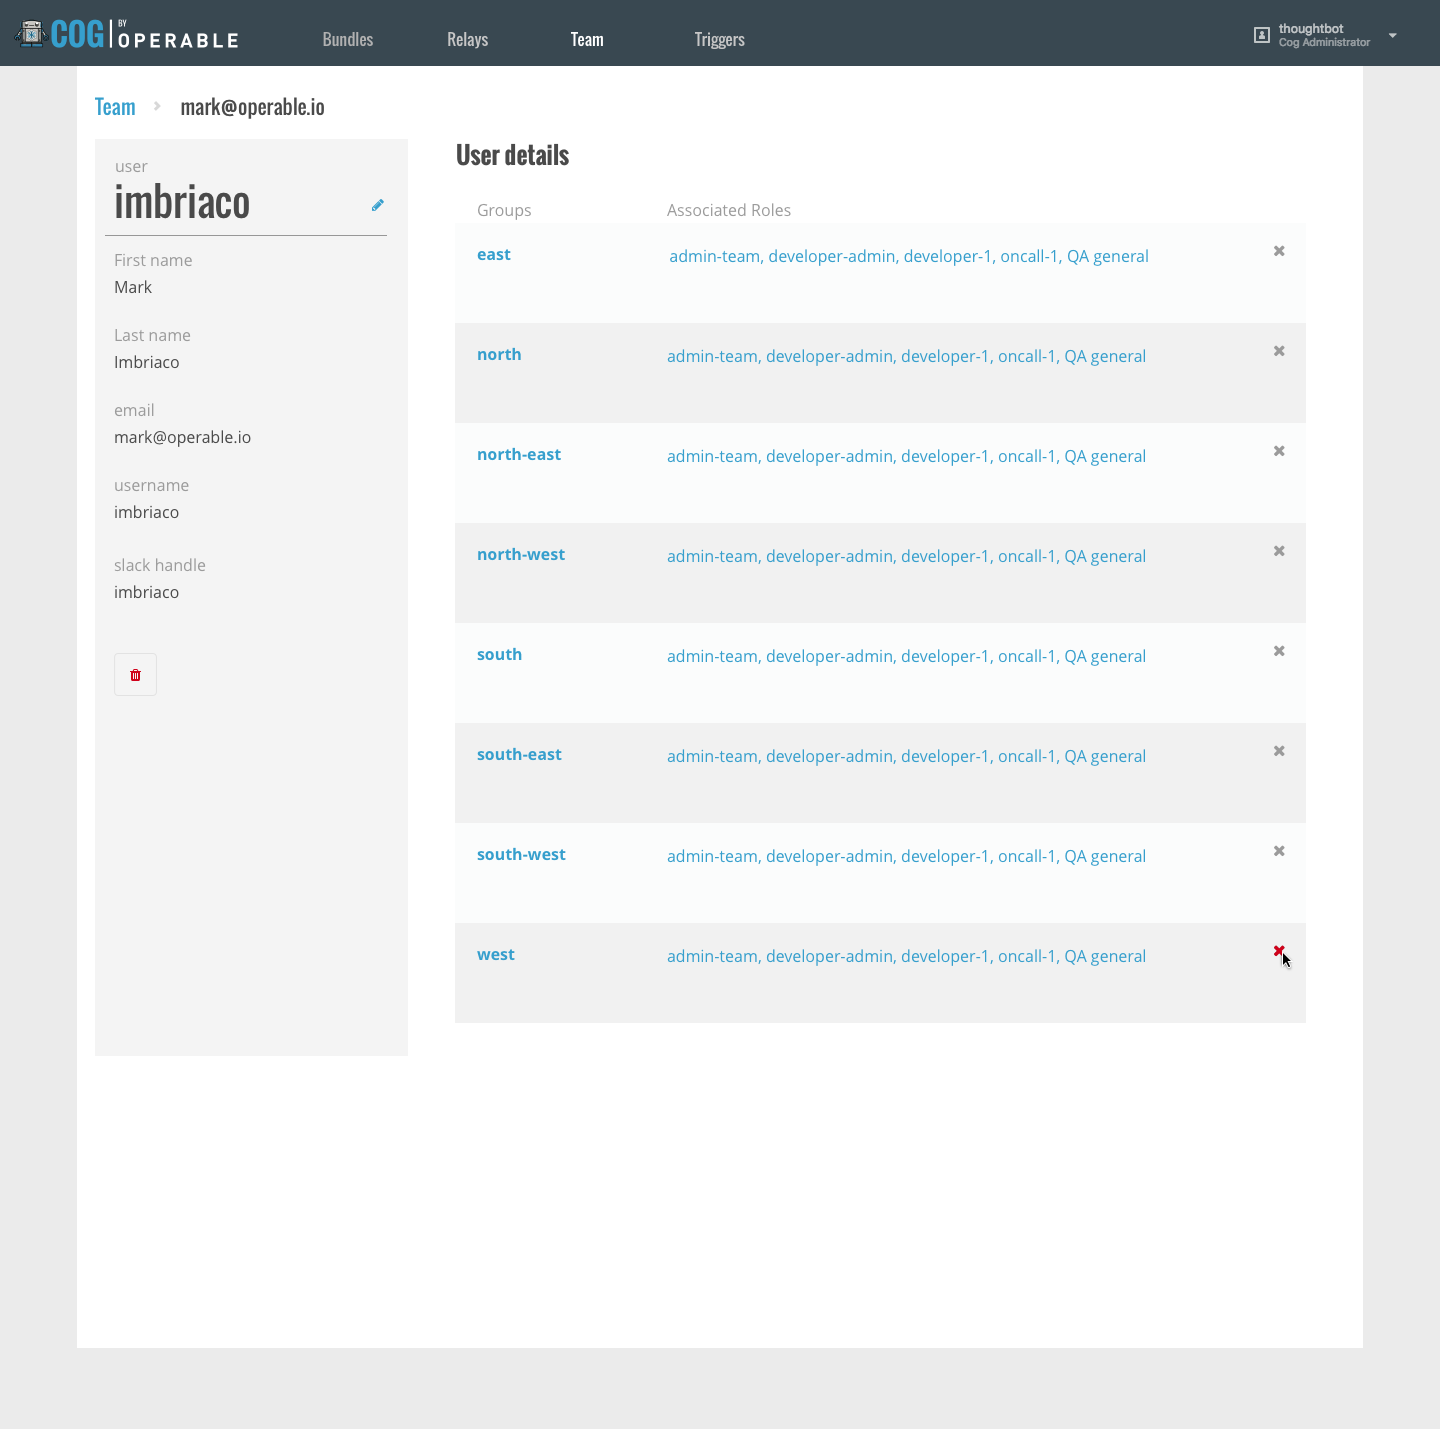 COG BY OPERABLE
Bundles Relays Team Triggers
thoughtbot
Cog Administrator
Team mark@operable.io
user
imbriaco
First name
Mark
Last name
Imbriaco
email
mark@operable.io
username
imbriaco
slack handle
imbriaco
User details
Groups Associated Roles
east admin-team, developer-admin, developer-1, oncall-1, QA general
north admin-team, developer-admin, developer-1, oncall-1, QA general
north-east admin-team, developer-admin, developer-1, oncall-1, QA general
north-west admin-team, developer-admin, developer-1, oncall-1, QA general
south admin-team, developer-admin, developer-1, oncall-1, QA general
south-east admin-team, developer-admin, developer-1, oncall-1, QA general
south-west admin-team, developer-admin, developer-1, oncall-1, QA general
west admin-team, developer-admin, developer-1, oncall-1, QA general